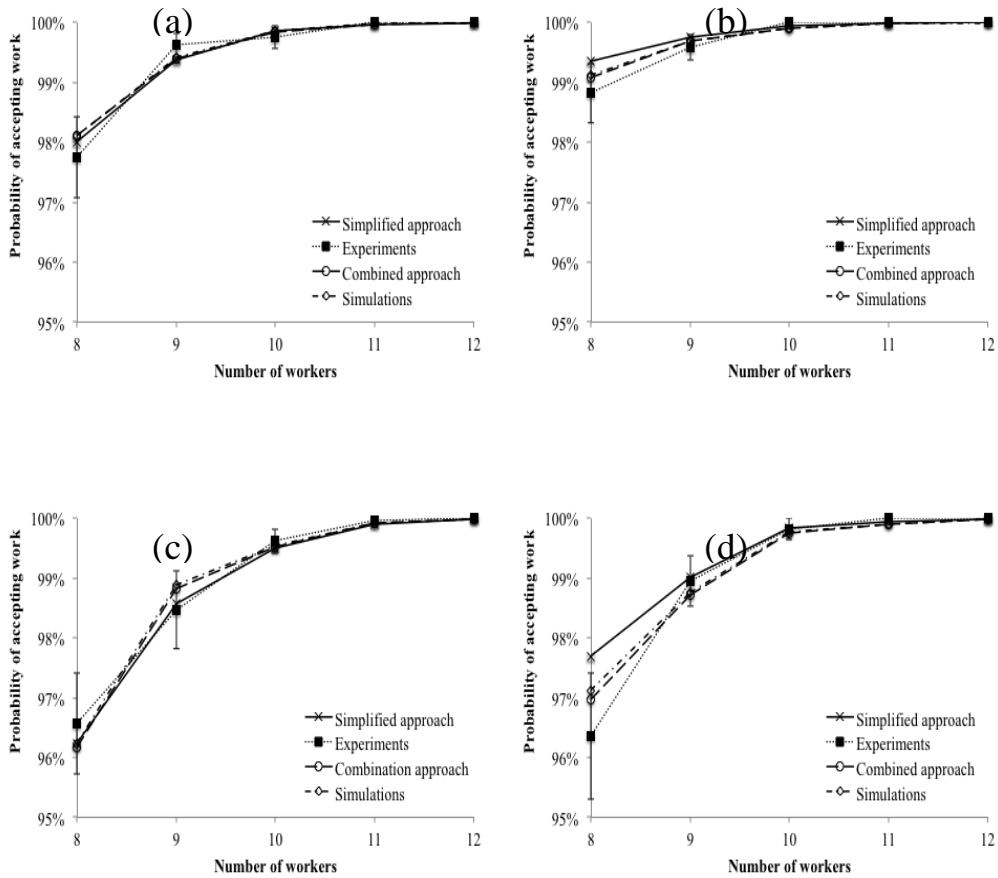 (a)
Probability of accepting work
100%
99%
98%
97%
96%
95%
8 9 10 11 12
Number of workers
Simplified approach
Experiments
Combined approach
Simulations
(b)
Probability of accepting work
100%
99%
98%
97%
96%
95%
8 9 10 11 12
Number of workers
Simplified approach
Experiments
Combined approach
Simulations
(c)
Probability of accepting work
100%
99%
98%
97%
96%
95%
8 9 10 11 12
Number of workers
Simplified approach
Experiments
Combination approach
Simulations
(d)
Probability of accepting work
100%
99%
98%
97%
96%
95%
8 9 10 11 12
Number of workers
Simplified approach
Experiments
Combined approach
Simulations